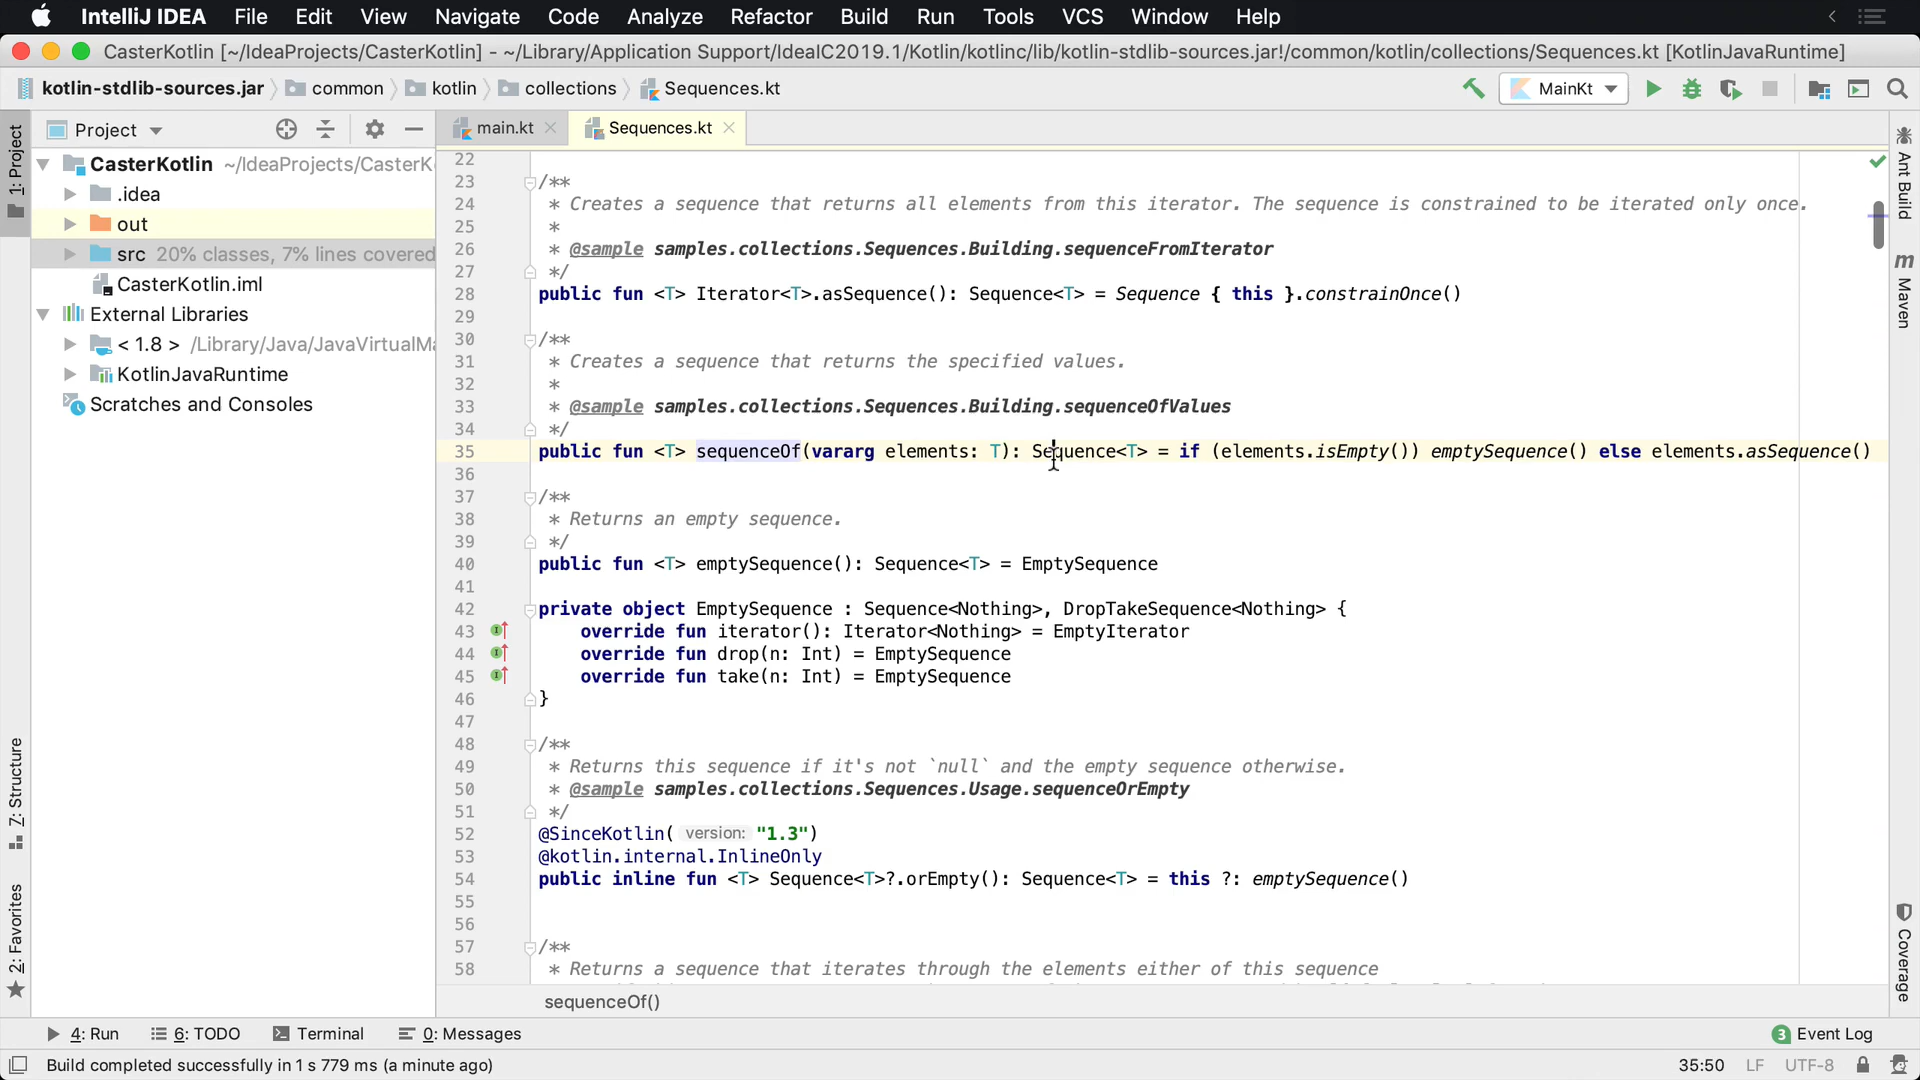 IntelliJ IDEA File Edit View Navigate Code Analyze Refactor Build Run Tools VCS Window Help
CasterKotlin [~/IdeaProjects/CasterKotlin] - ~/Library/Application Support/IdeaIC2019.1/Kotlin/kotlinc/lib/kotlin-stdlib-sources.jar!/common/kotlin/collections/Sequences.kt [KotlinJavaRuntime]
kotlin-stdlib-sources.jar common kotlin collections Sequences.kt MainKt
1: Project
Project
main.kt Sequences.kt
CasterKotlin ~/IdeaProjects/CasterK
.idea
out
src 20% classes, 7% lines covered
CasterKotlin.iml
External Libraries
< 1.8 > /Library/Java/JavaVirtualMa
KotlinJavaRuntime
Scratches and Consoles
22
23 /**
24 * Creates a sequence that returns all elements from this iterator. The sequence is constrained to be iterated only once.
25 *
26 * @sample samples.collections.Sequences.Building.sequenceFromIterator
27 */
28 public fun <T> Iterator<T>.asSequence(): Sequence<T> = Sequence { this }.constrainOnce()
29
30 /**
31 * Creates a sequence that returns the specified values.
32 *
33 * @sample samples.collections.Sequences.Building.sequenceOfValues
34 */
35 public fun <T> sequenceOf(vararg elements: T): Sequence<T> = if (elements.isEmpty()) emptySequence() else elements.asSequence()
36
37 /**
38 * Returns an empty sequence.
39 */
40 public fun <T> emptySequence(): Sequence<T> = EmptySequence
41
42 private object EmptySequence : Sequence<Nothing>, DropTakeSequence<Nothing> {
43 override fun iterator(): Iterator<Nothing> = EmptyIterator
44 override fun drop(n: Int) = EmptySequence
45 override fun take(n: Int) = EmptySequence
46 }
47
48 /**
49 * Returns this sequence if it's not `null` and the empty sequence otherwise.
50 * @sample samples.collections.Sequences.Usage.sequenceOrEmpty
51 */
52 @SinceKotlin( version: "1.3")
53 @kotlin.internal.InlineOnly
54 public inline fun <T> Sequence<T>?.orEmpty(): Sequence<T> = this ?: emptySequence()
55
56
57 /**
58 * Returns a sequence that iterates through the elements either of this sequence
sequenceOf()
Ant Build
m Maven
Coverage
7: Structure
2: Favorites
4: Run 6: TODO Terminal 0: Messages 3 Event Log
Build completed successfully in 1 s 779 ms (a minute ago) 35:50 LF UTF-8